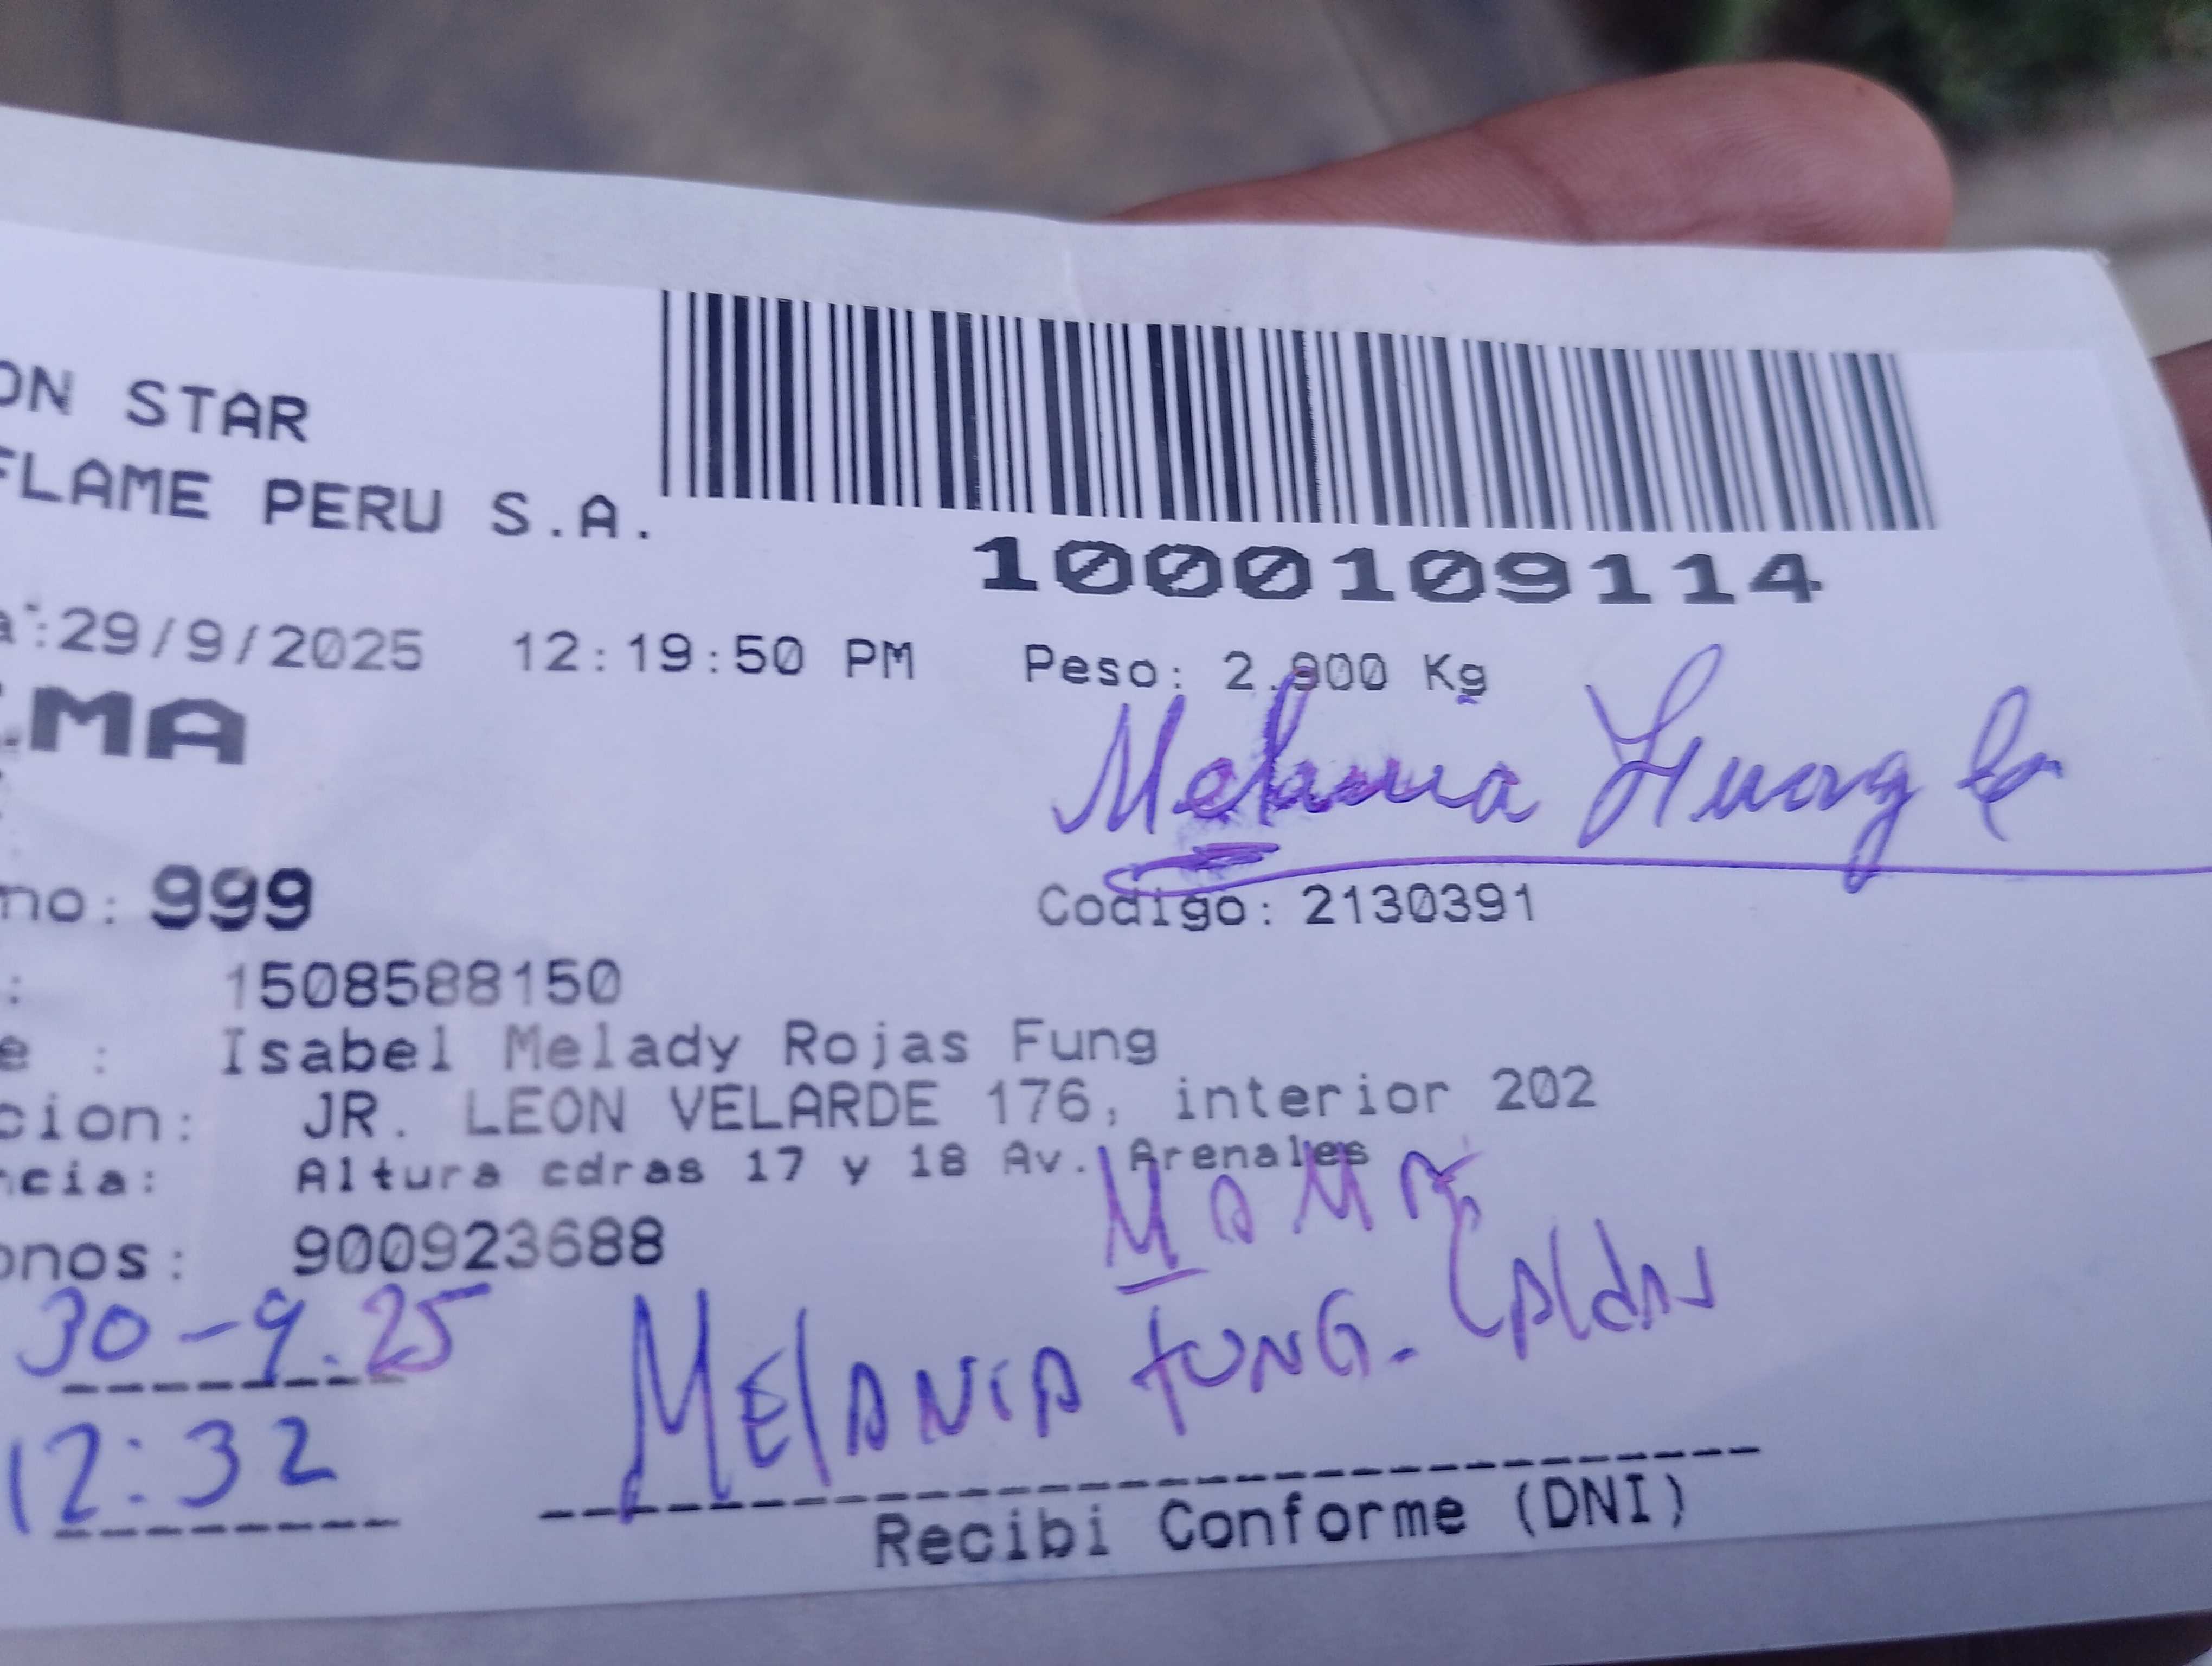 ON STAR
FLAME PERU S.A.
1000109114
a :29/9/2025 12:19:50 PM Peso: 2.900 Kg
MA
Melania Fung
no: 999 Codigo: 2130391
: 1508588150
e : Isabel Melady Rojas Fung
cion: JR. LEON VELARDE 176, interior 202
ncia: Altura cdras 17 y 18 Av. Arenales
onos: 900923688
MAMA
30-9.25
MELANIA FUNG.
12:32
Recibi Conforme (DNI)